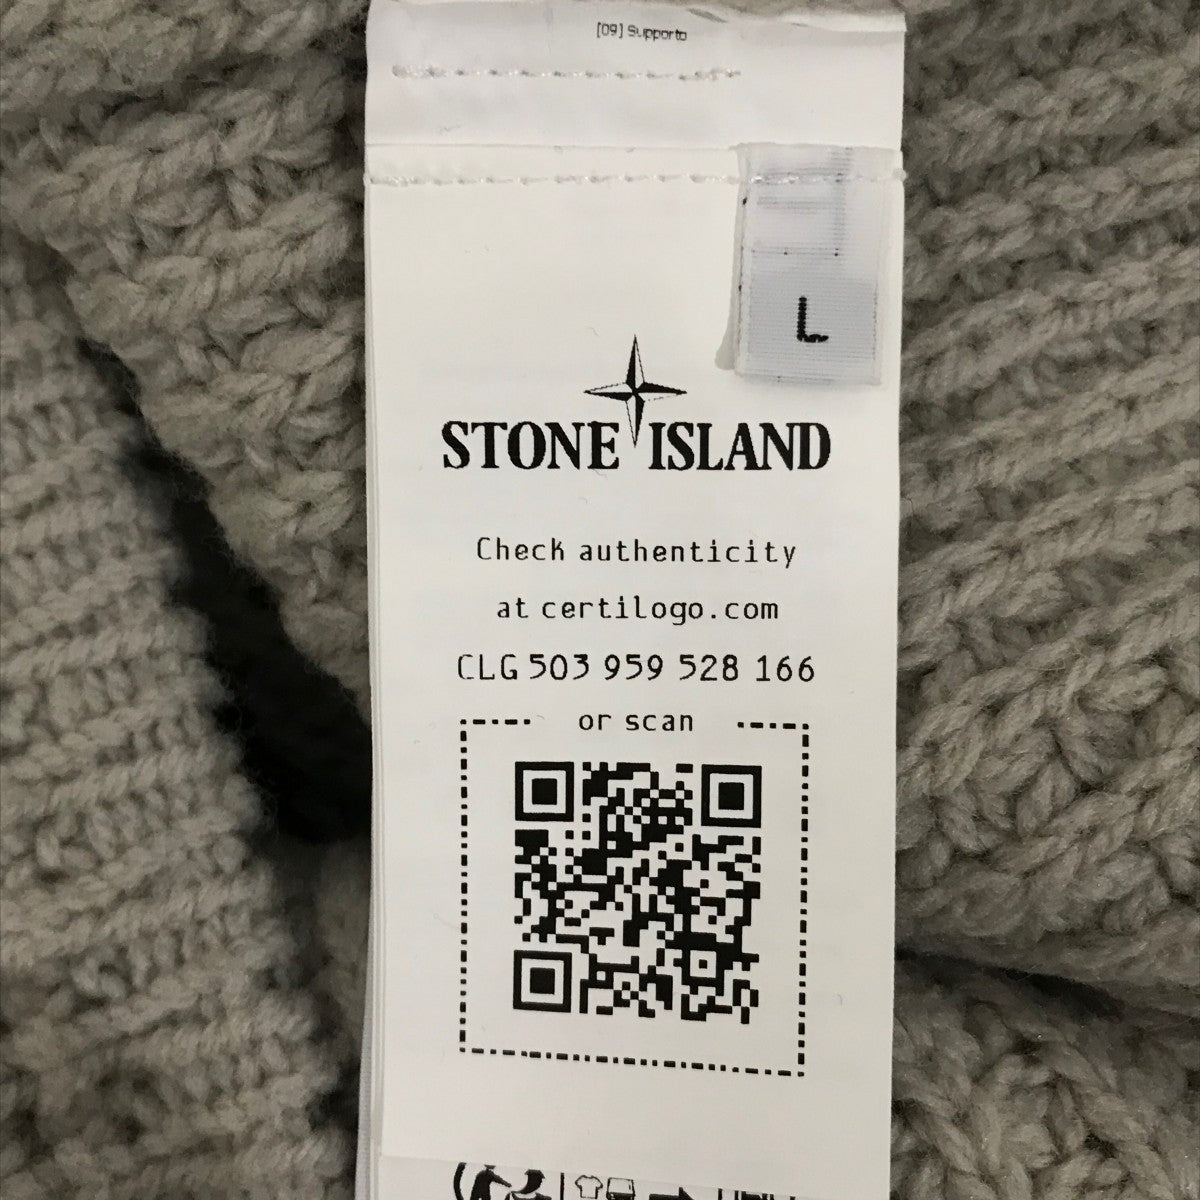 [09] Supporto
L
STONE ISLAND
Check authenticity
at certilogo.com
CLG 503 959 528 166
or scan